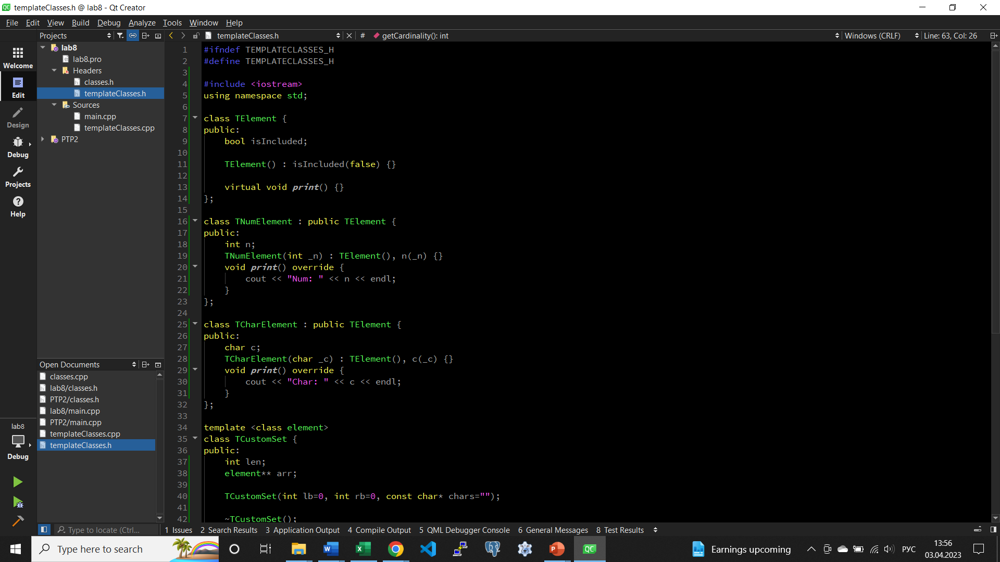 templateClasses.h @ lab8 - Qt Creator
File Edit View Build Debug Analyze Tools Window Help
Projects
templateClasses.h
# getCardinality(): int
Windows (CRLF)
Line: 63, Col: 26
Welcome
Edit
Design
Debug
Projects
Help
lab8
lab8.pro
Headers
classes.h
templateClasses.h
Sources
main.cpp
templateClasses.cpp
PTP2
Open Documents
classes.cpp
lab8/classes.h
PTP2/classes.h
lab8/main.cpp
PTP2/main.cpp
templateClasses.cpp
templateClasses.h
lab8
Debug
1 #ifndef TEMPLATECLASSES_H
2 #define TEMPLATECLASSES_H
3
4 #include <iostream>
5 using namespace std;
6
7 class TElement {
8 public:
9     bool isIncluded;
10
11     TElement() : isIncluded(false) {}
12
13     virtual void print() {}
14 };
15
16 class TNumElement : public TElement {
17 public:
18     int n;
19     TNumElement(int _n) : TElement(), n(_n) {}
20     void print() override {
21         cout << "Num: " << n << endl;
22     }
23 };
24
25 class TCharElement : public TElement {
26 public:
27     char c;
28     TCharElement(char _c) : TElement(), c(_c) {}
29     void print() override {
30         cout << "Char: " << c << endl;
31     }
32 };
33
34 template <class element>
35 class TCustomSet {
36 public:
37     int len;
38     element** arr;
39
40     TCustomSet(int lb=0, int rb=0, const char* chars="");
41
42     ~TCustomSet();
Type to locate (Ctrl...
1 Issues 2 Search Results 3 Application Output 4 Compile Output 5 QML Debugger Console 6 General Messages 8 Test Results
Type here to search
Earnings upcoming
РУС
13:56
03.04.2023